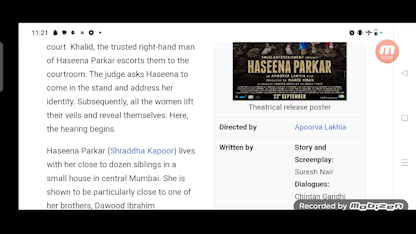 11:21
court. Khalid, the trusted right-hand man
of Haseena Parkar escorts them to the
courtroom. The judge asks Haseena to
come in the stand and address her
identity. Subsequently, all the women lift
their veils and reveal themselves. Here,
the hearing begins.
Haseena Parkar (Shraddha Kapoor) lives
with her close to dozen siblings in a
small house in central Mumbai. She is
shown to be particularly close to one of
her brothers, Dawood Ibrahim
HASEENA PARKAR
APOORVA LAKHIA
NAHID KHAN
22ND SEPTEMBER
Theatrical release poster
Directed by Apoorva Lakhia
Written by Story and
Screenplay:
Suresh Nair
Dialogues:
Chintan Gandhi
Recorded by Mobizen